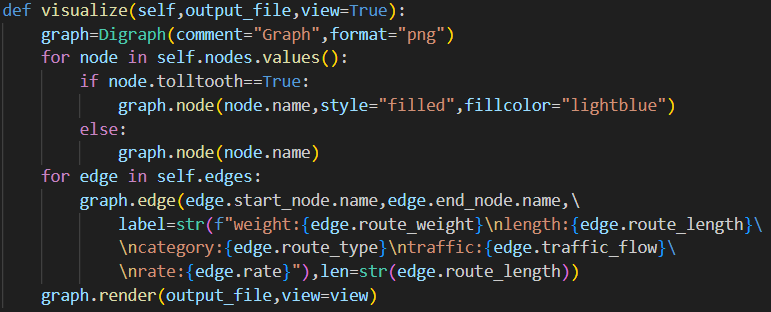 def visualize(self,output_file,view=True):
    graph=Digraph(comment="Graph",format="png")
    for node in self.nodes.values():
        if node.tolltooth==True:
            graph.node(node.name,style="filled",fillcolor="lightblue")
        else:
            graph.node(node.name)
    for edge in self.edges:
        graph.edge(edge.start_node.name,edge.end_node.name,\
            label=str(f"weight:{edge.route_weight}\nlength:{edge.route_length}\
            \ncategory:{edge.route_type}\ntraffic:{edge.traffic_flow}\
            \nrate:{edge.rate}"),len=str(edge.route_length))
    graph.render(output_file,view=view)